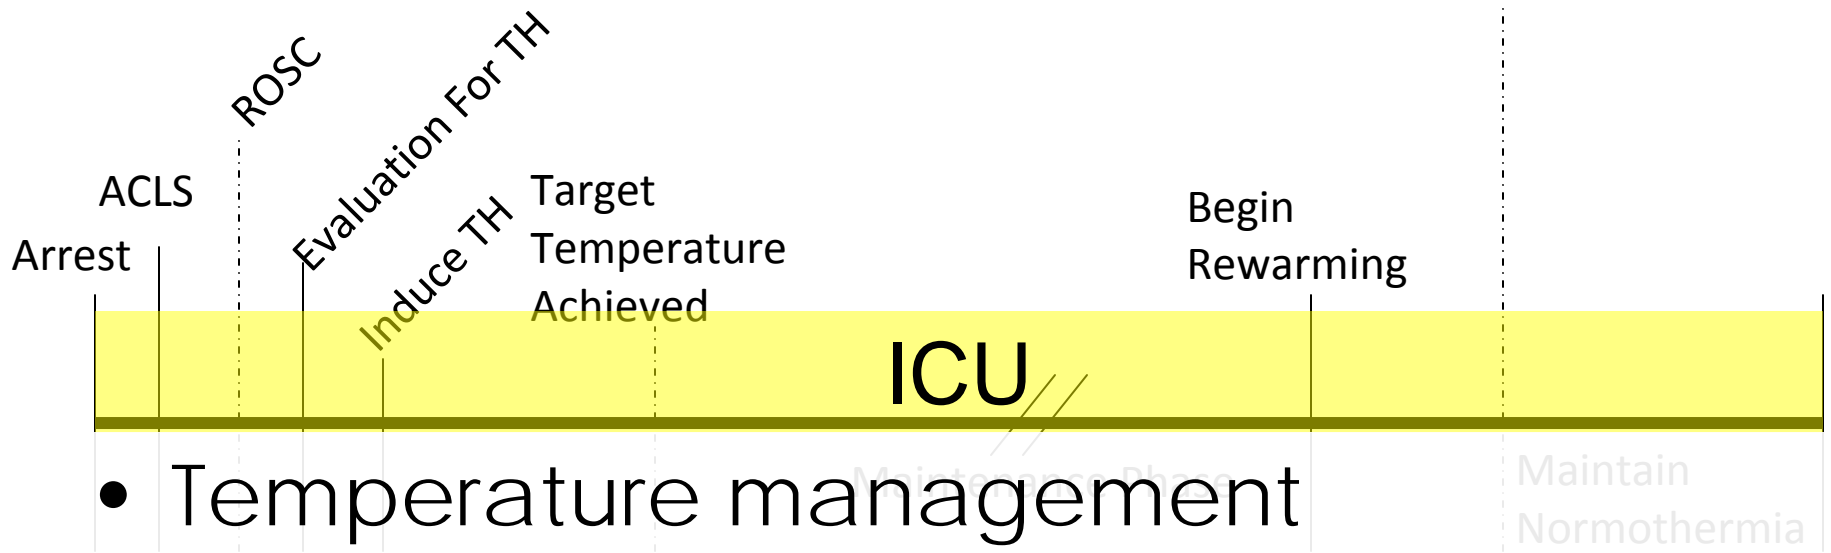 ROSC
Evaluation For TH
ACLS
Induce TH
Target
Temperature
Achieved
Begin
Rewarming
Arrest
ICU
Maintenance Phase
Maintain
Normothermia
• Temperature management